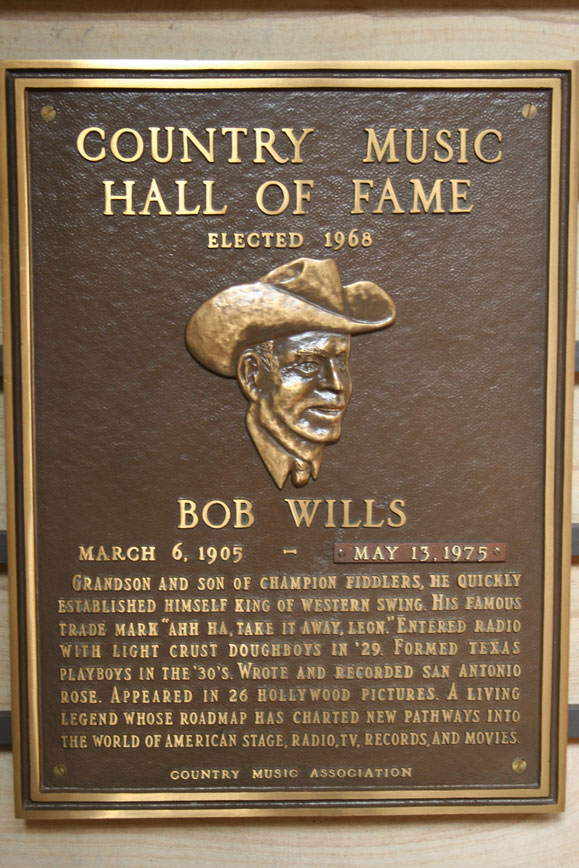 COUNTRY MUSIC
HALL OF FAME
ELECTED 1968
BOB WILLS
MARCH 6, 1905 - MAY 13, 1975
GRANDSON AND SON OF CHAMPION FIDDLERS, HE QUICKLY
ESTABLISHED HIMSELF KING OF WESTERN SWING. HIS FAMOUS
TRADE MARK "AHH HA, TAKE IT AWAY, LEON." ENTERED RADIO
WITH LIGHT CRUST DOUGHBOYS IN '29. FORMED TEXAS
PLAYBOYS IN THE '30'S. WROTE AND RECORDED SAN ANTONIO
ROSE. APPEARED IN 26 HOLLYWOOD PICTURES. A LIVING
LEGEND WHOSE ROADMAP HAS CHARTED NEW PATHWAYS INTO
THE WORLD OF AMERICAN STAGE, RADIO, TV, RECORDS, AND MOVIES.
COUNTRY MUSIC ASSOCIATION